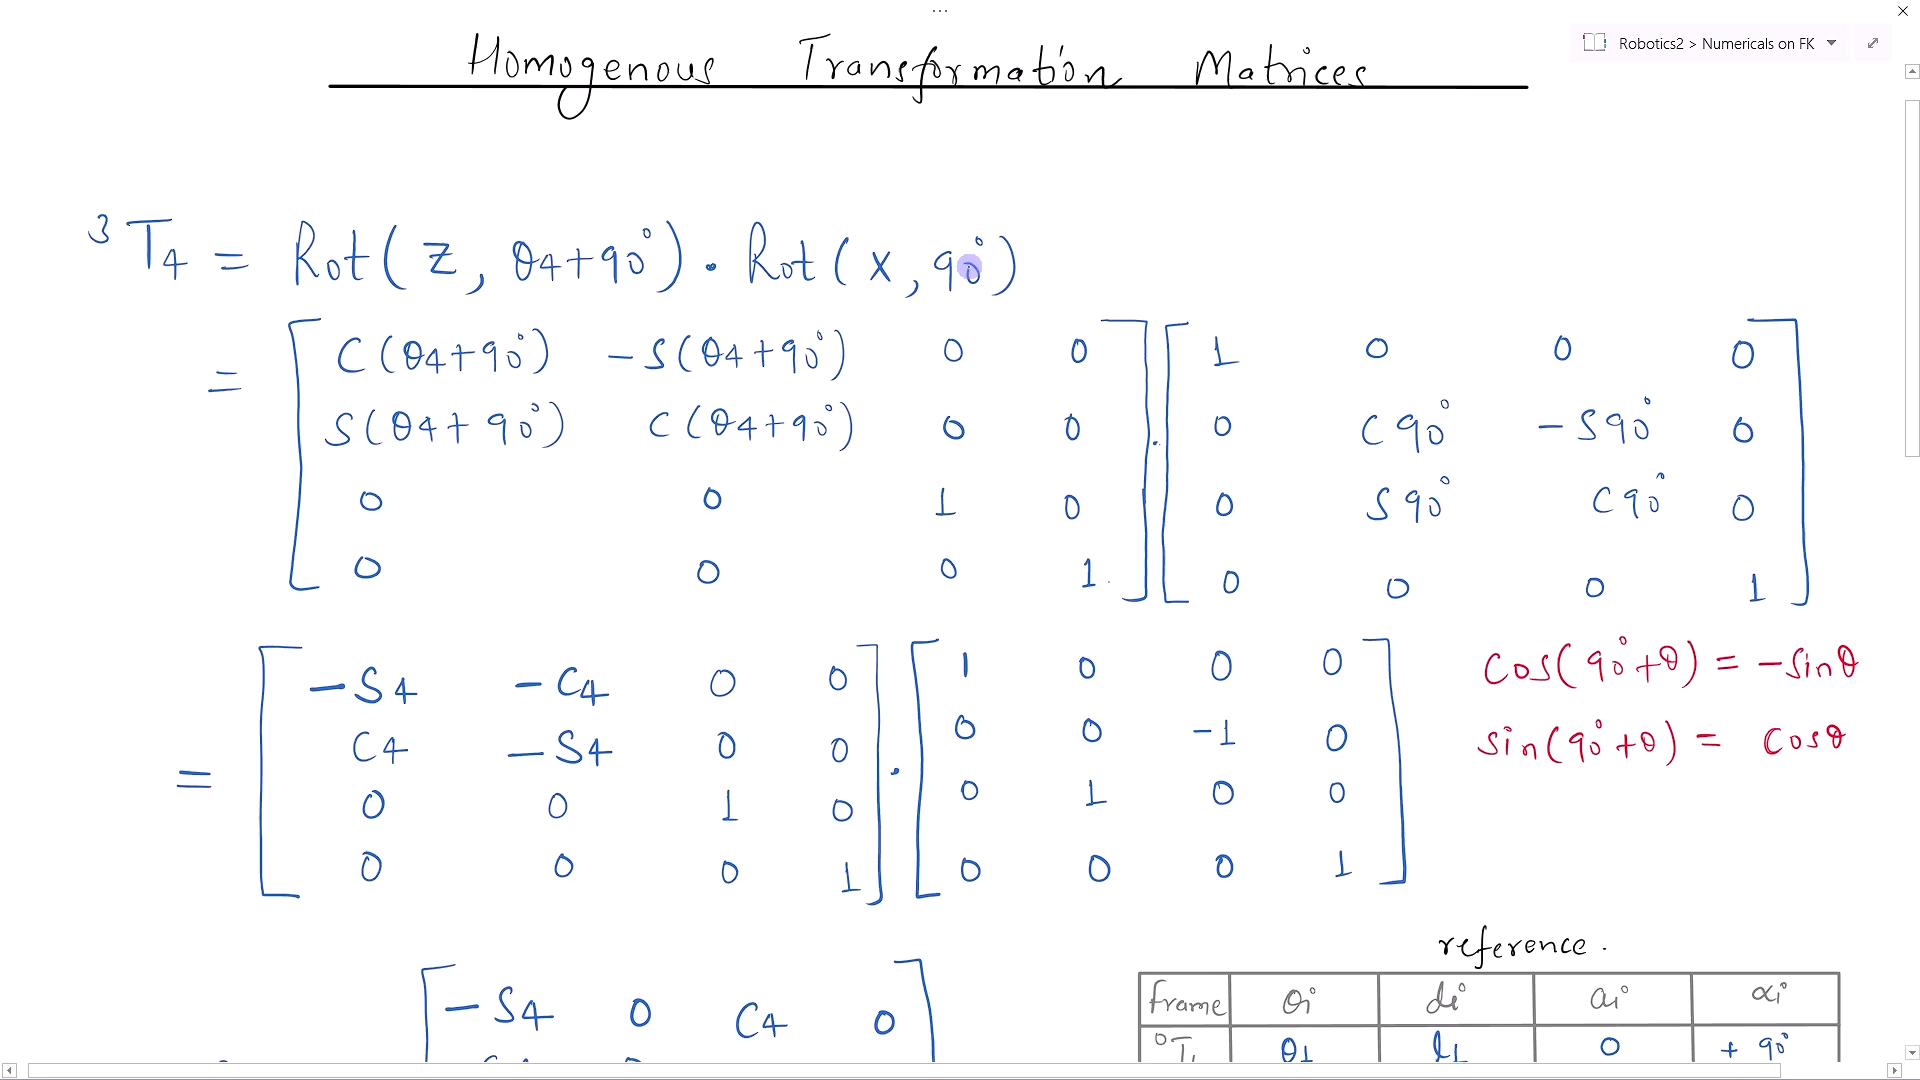 Robotics2 > Numericals on FK
Homogenous Transformation Matrices
³T₄ = Rot(z, θ4+90°) . Rot(x, 90°)
= [ C(θ4+90°) -S(θ4+90°) 0 0 ] . [ 1 0 0 0 ]
[ S(θ4+90°) C(θ4+90°) 0 0 ] [ 0 C90° -S90° 0 ]
[ 0 0 1 0 ] [ 0 S90° C90° 0 ]
[ 0 0 0 1 ] [ 0 0 0 1 ]
= [ -S4 -C4 0 0 ] . [ 1 0 0 0 ] Cos(90°+θ) = -Sinθ
[ C4 -S4 0 0 ] [ 0 0 -1 0 ] Sin(90°+θ) = Cosθ
[ 0 0 1 0 ] [ 0 1 0 0 ]
[ 0 0 0 1 ] [ 0 0 0 1 ]
reference.
[ -S4 0 C4 0 ] frame θi di ai αi
⁰T₁ θ1 l1 0 + 90°